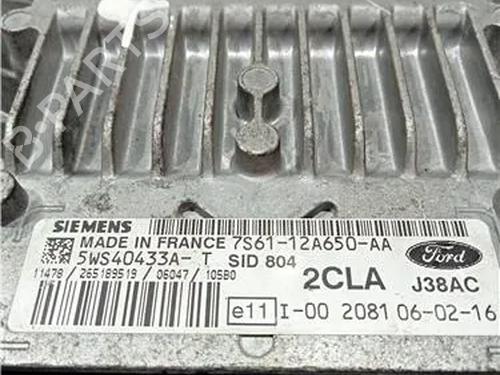 B-PARTS
SIEMENS
MADE IN FRANCE 7S61-12A650-AA
5WS40433A- T SID 804
Ford
11478 / 265189519 / 06047 / 105B0
2CLA J38AC
e11 I-00 2081 06-02-16